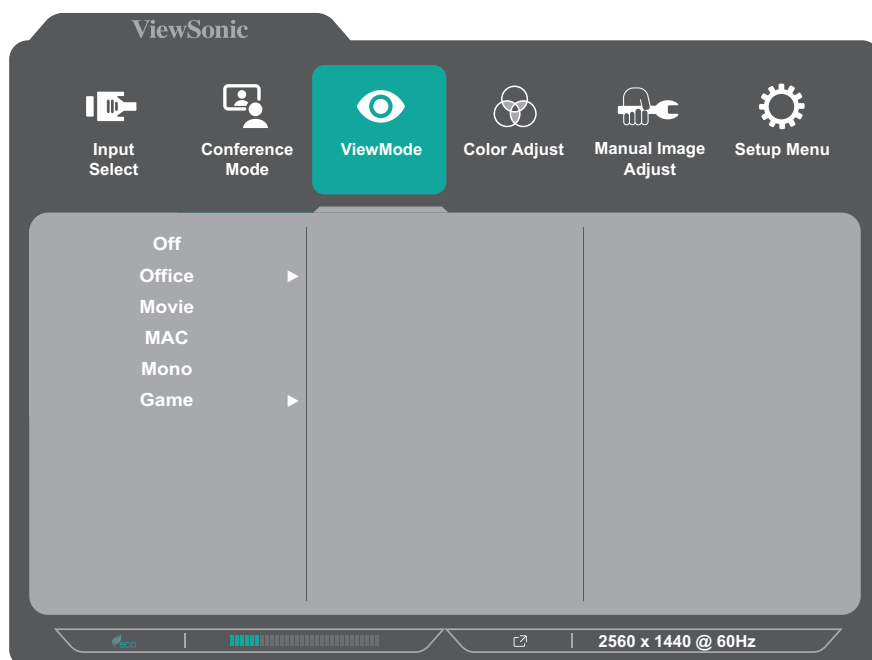 ViewSonic
Input
Select
Conference
Mode
ViewMode
Color Adjust
Manual Image
Adjust
Setup Menu
Off
Office
Movie
MAC
Mono
Game
eco
2560 x 1440 @ 60Hz